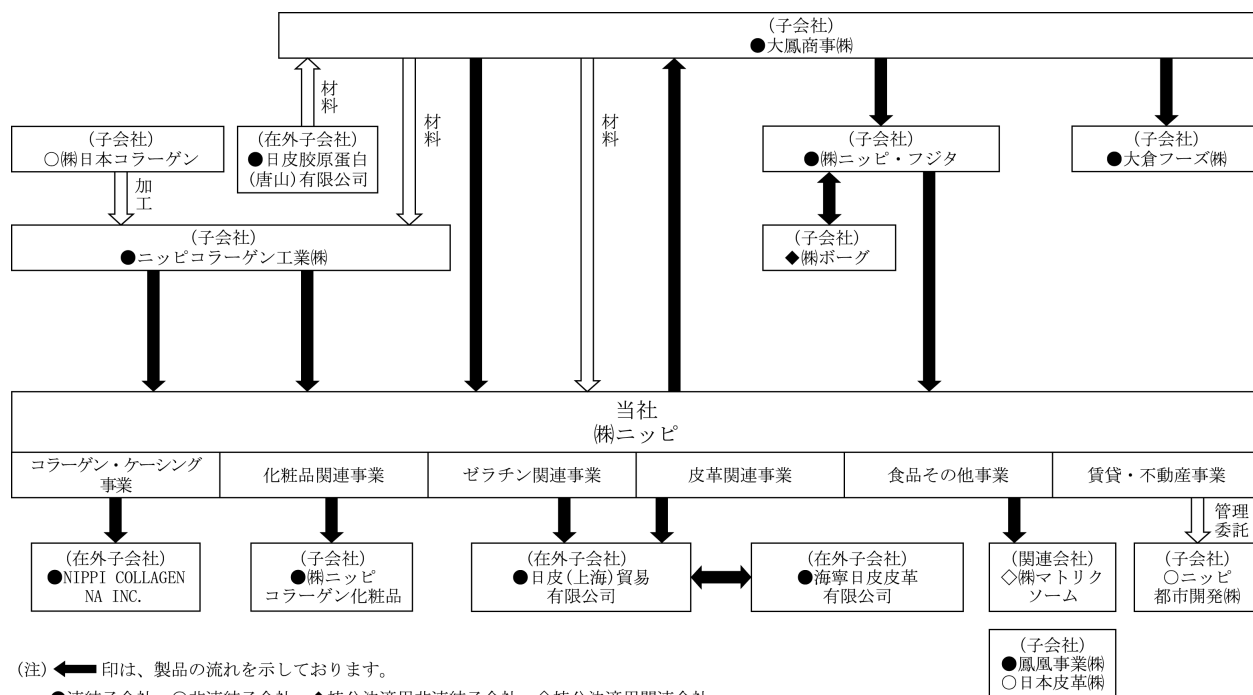 (子会社)
●大鳳商事㈱
材料
材料
材料
(子会社)
○㈱日本コラーゲン
(在外子会社)
●日皮胶原蛋白
(唐山)有限公司
(子会社)
●㈱ニッピ・フジタ
(子会社)
●大倉フーズ㈱
加工
(子会社)
●ニッピコラーゲン工業㈱
(子会社)
◆㈱ボーグ
当社
㈱ニッピ
コラーゲン・ケーシング
事業
化粧品関連事業
ゼラチン関連事業
皮革関連事業
食品その他事業
賃貸・不動産事業
管理
委託
(在外子会社)
●NIPPI COLLAGEN
NA INC.
(子会社)
●㈱ニッピ
コラーゲン化粧品
(在外子会社)
●日皮(上海)貿易
有限公司
(在外子会社)
●海寧日皮皮革
有限公司
(関連会社)
◇㈱マトリク
ソーム
(子会社)
○ニッピ
都市開発㈱
(子会社)
●鳳凰事業㈱
○日本皮革㈱
(注) 印は、製品の流れを示しております。